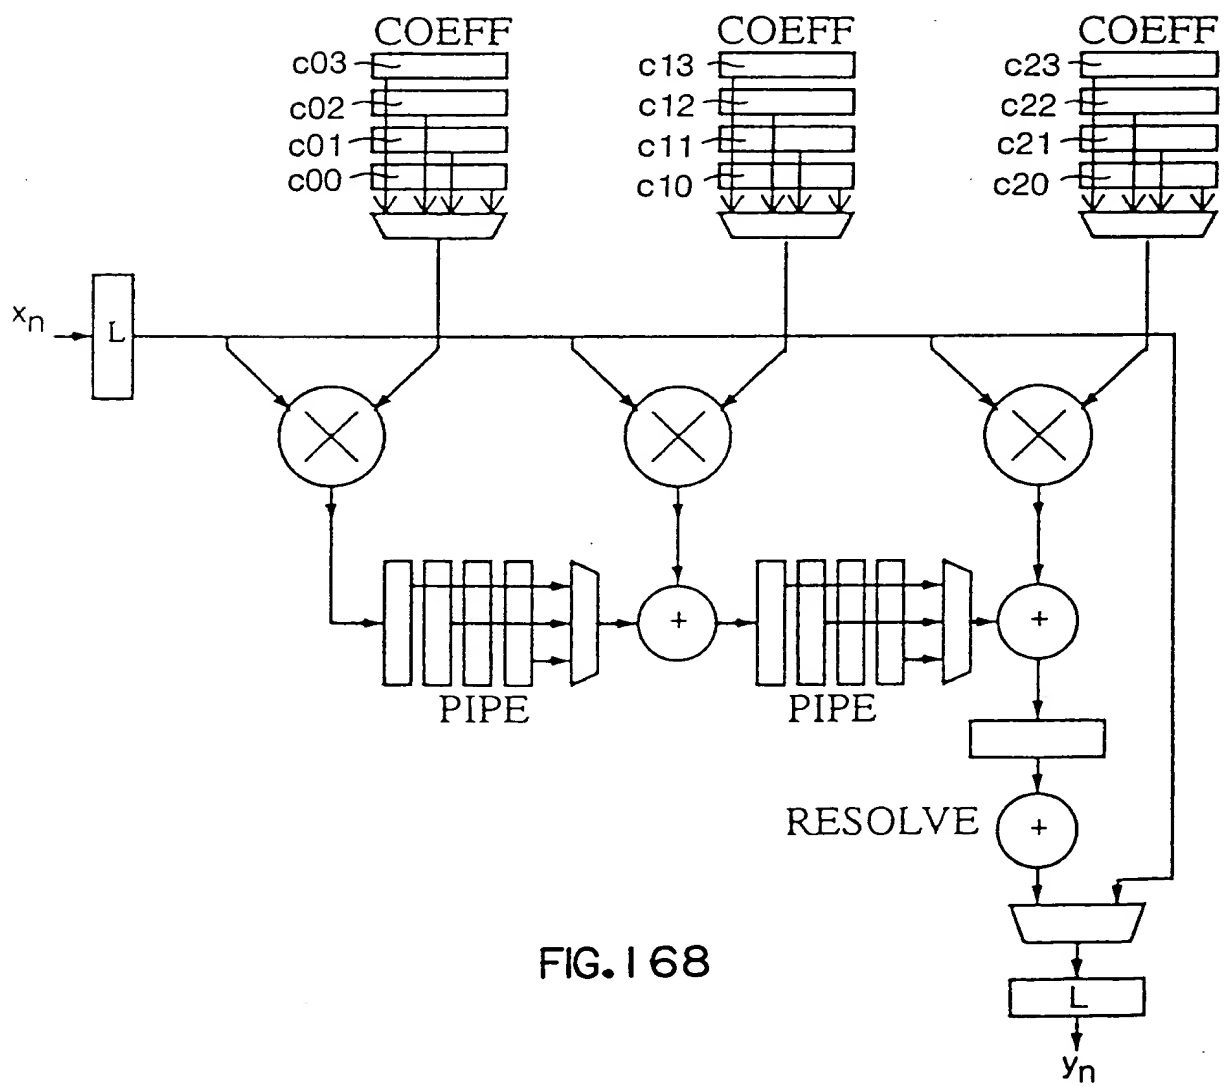 COEFF COEFF COEFF
c03 c13 c23
c02 c12 c22
c01 c11 c21
c00 c10 c20
xn
L
+ +
PIPE PIPE
RESOLVE +
FIG.168
L
yn